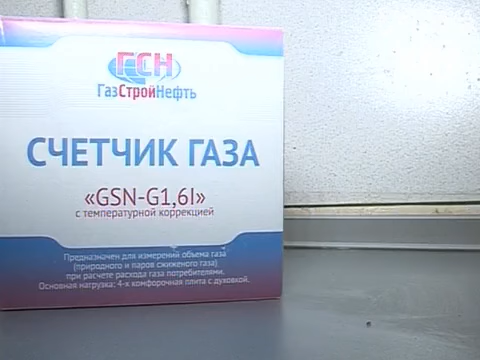 ГСН
ГазСтройНефть
СЧЕТЧИК ГАЗА
«GSN-G1,6I»
с температурной коррекцией
Предназначен для измерений объема газа
(природного и паров сжиженного газа)
при расчете расхода газа потребителями.
Основная нагрузка: 4-х комфорочная плита с духовкой.